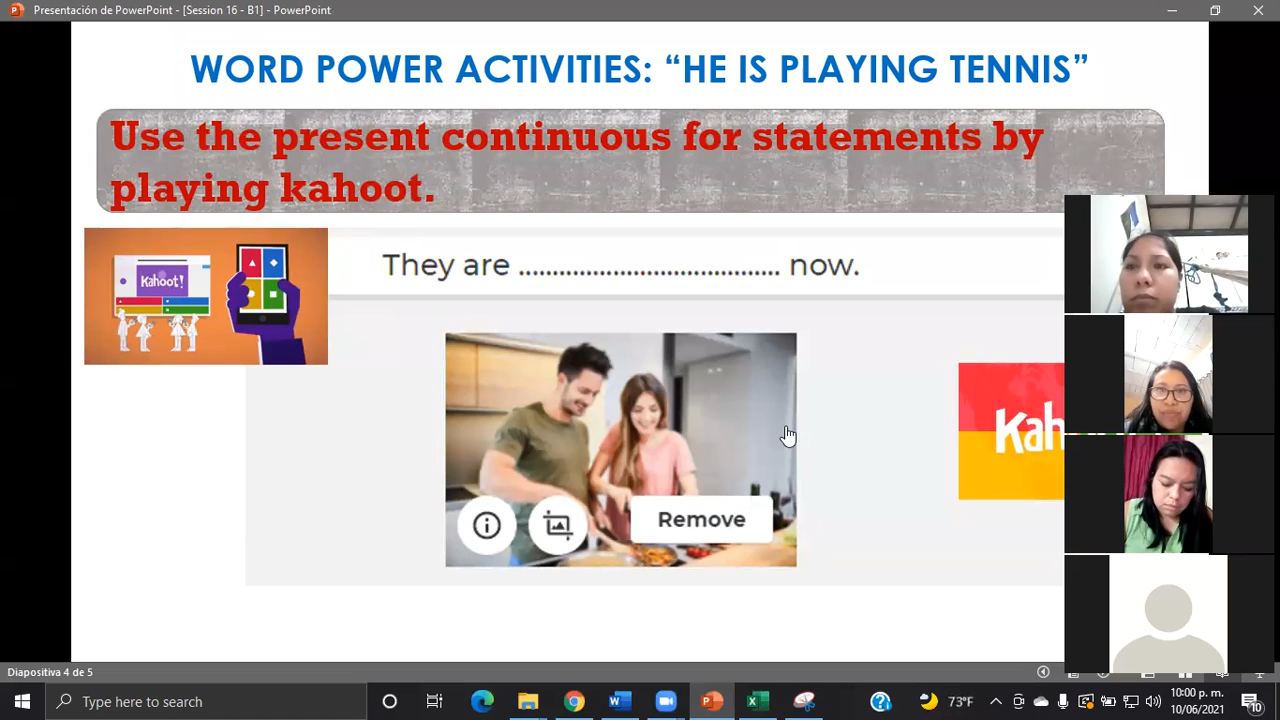 Presentación de PowerPoint - [Session 16 - B1] - PowerPoint
WORD POWER ACTIVITIES: “HE IS PLAYING TENNIS”
Use the present continuous for statements by
playing kahoot.
Kahoot!
They are ....................................... now.
Kah
Remove
Diapositiva 4 de 5
Type here to search
73°F
10:00 p. m.
10/06/2021
10